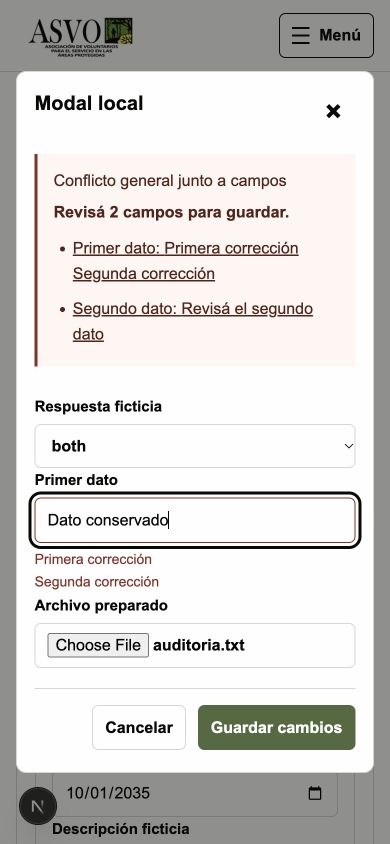 ASVO
ASOCIACIÓN DE VOLUNTARIOS
PARA EL SERVICIO EN LAS
ÁREAS PROTEGIDAS
Menú
Modal local
Conflicto general junto a campos
Revisá 2 campos para guardar.
Primer dato: Primera corrección
Segunda corrección
Segundo dato: Revisá el segundo
dato
Respuesta ficticia
both
Primer dato
Dato conservado
Primera corrección
Segunda corrección
Archivo preparado
Choose File auditoria.txt
Cancelar
Guardar cambios
10/01/2035
N
Descripción ficticia